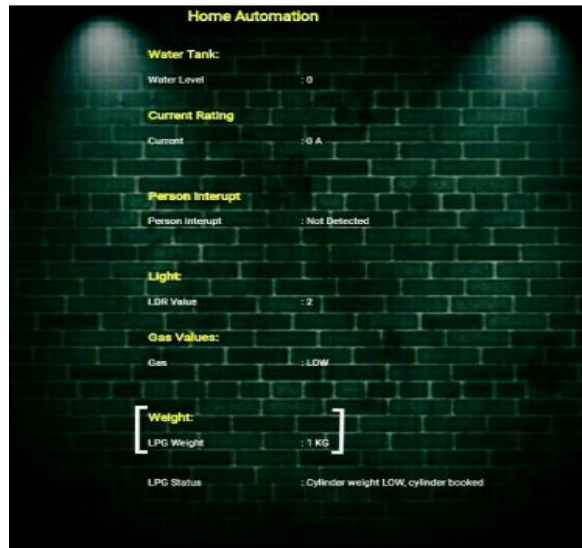 Home Automation
Water Tank:
Water Level : 0
Current Rating
Current : 0 A
Person Interupt
Person Interupt : Not Detected
Light:
LDR Value : 2
Gas Values:
Gas : LOW
Weight:
LPG Weight : 1 KG
LPG Status : Cylinder weight LOW, cylinder booked